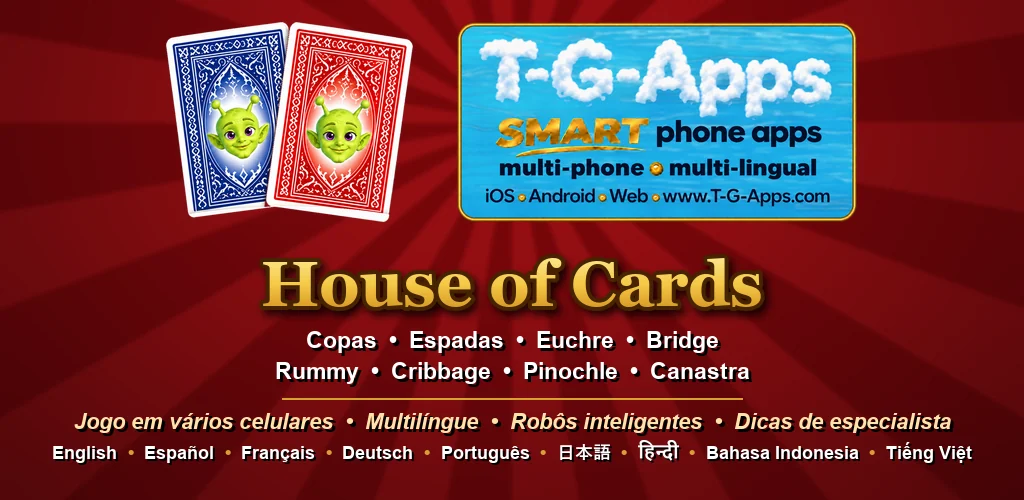 T-G-Apps
SMART phone apps
multi-phone • multi-lingual
iOS • Android • Web • www.T-G-Apps.com
House of Cards
Copas • Espadas • Euchre • Bridge
Rummy • Cribbage • Pinochle • Canastra
Jogo em vários celulares • Multilíngue • Robôs inteligentes • Dicas de especialista
English • Español • Français • Deutsch • Português • 日本語 • हिन्दी • Bahasa Indonesia • Tiếng Việt